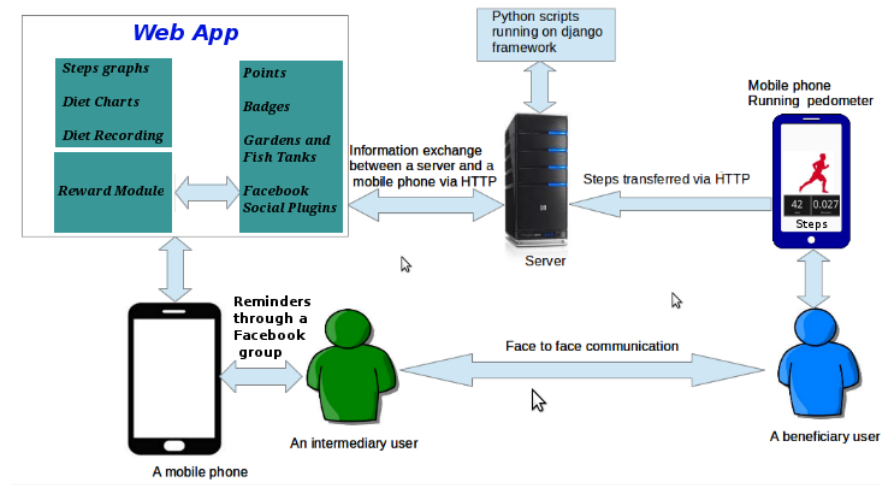 Web App
Steps graphs
Diet Charts
Diet Recording
Reward Module
Points
Badges
Gardens and
Fish Tanks
Facebook
Social Plugins
Information exchange
between a server and a
mobile phone via HTTP
Python scripts
running on django
framework
Server
Steps transferred via HTTP
Mobile phone
Running pedometer
42
0.027
Steps
Reminders
through a
Facebook
group
Face to face communication
A mobile phone
An intermediary user
A beneficiary user